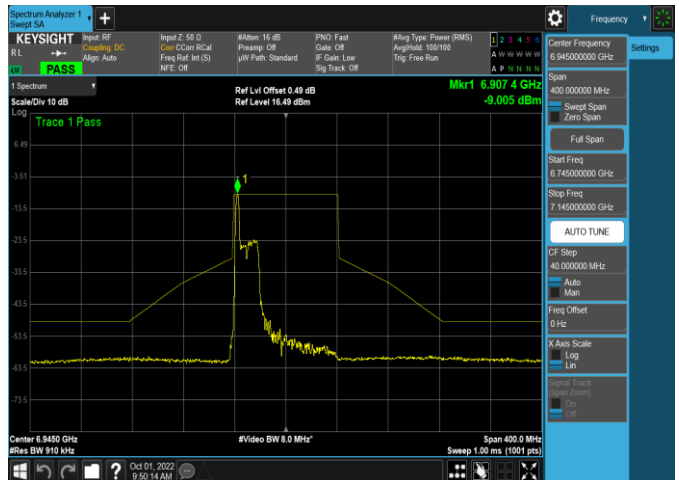 Spectrum Analyzer 1
Swept SA
Frequency
KEYSIGHT
Input: RF
Input Z: 50 Ω
#Atten: 16 dB
PNO: Fast
#Avg Type: Power (RMS)
1 2 3 4 5 6
RL
Coupling: DC
Corr CCorr RCal
Preamp: Off
Gate: Off
Avg|Hold: 100/100
A W W W W W
Align: Auto
Freq Ref: Int (S)
µW Path: Standard
IF Gain: Low
Trig: Free Run
LW PASS
NFE: Off
Sig Track: Off
A P N N N N
1 Spectrum
Ref Lvl Offset 0.49 dB
Mkr1 6.907 4 GHz
Scale/Div 10 dB
Ref Level 16.49 dBm
-9.005 dBm
Log
Trace 1 Pass
6.49
-3.51
1
-13.5
-23.5
-33.5
-43.5
-53.5
-63.5
-73.5
Center 6.9450 GHz
#Video BW 8.0 MHz*
Span 400.0 MHz
#Res BW 910 kHz
Sweep 1.00 ms (1001 pts)
Center Frequency
6.945000000 GHz
Settings
Span
400.000000 MHz
Swept Span
Zero Span
Full Span
Start Freq
6.745000000 GHz
Stop Freq
7.145000000 GHz
AUTO TUNE
CF Step
40.000000 MHz
Auto
Man
Freq Offset
0 Hz
X Axis Scale
Log
Lin
Signal Track
(Span Zoom)
On
Off
Oct 01, 2022
9:50:14 AM